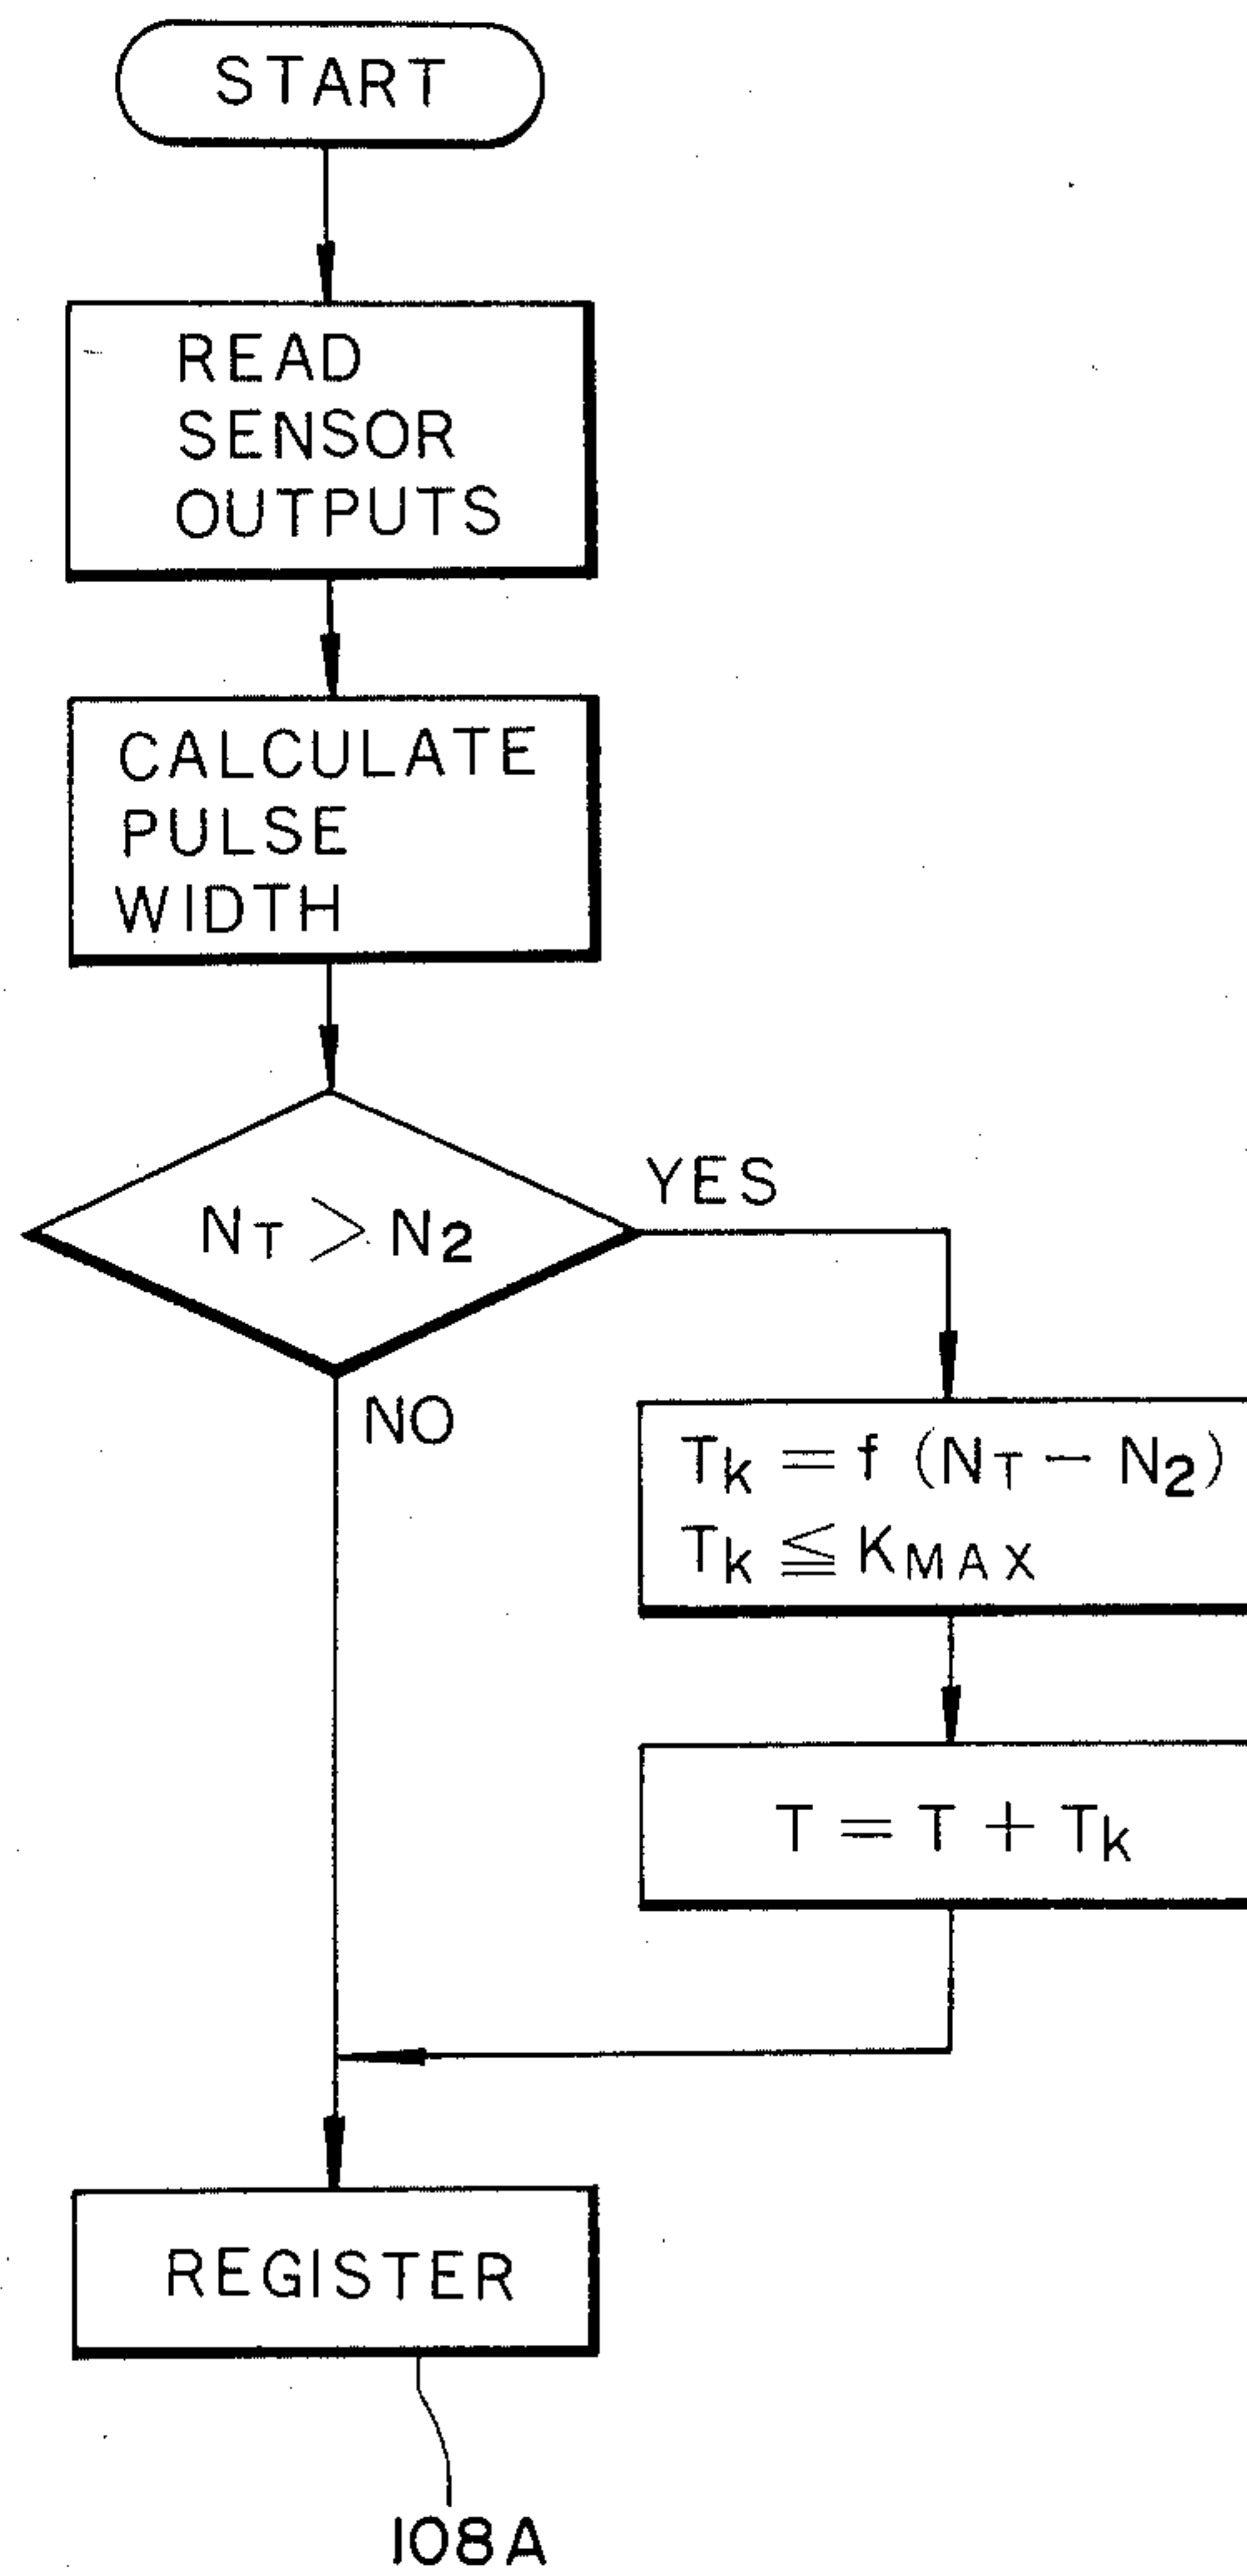 START
READ
SENSOR
OUTPUTS
CALCULATE
PULSE
WIDTH
YES
NT > N2
NO
Tk = f (NT − N2)
Tk ≦ KMAX
T = T + Tk
REGISTER
108A